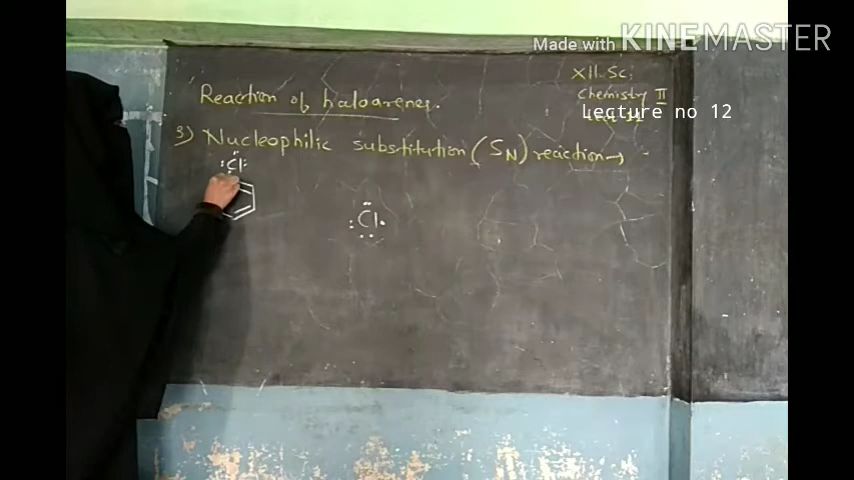 Made with KINEMASTER
XII Sc.
Reaction of haloarenes.
Chemistry II
Lecture no 12
3) Nucleophilic substitution (SN) reaction →
Cl
Cl